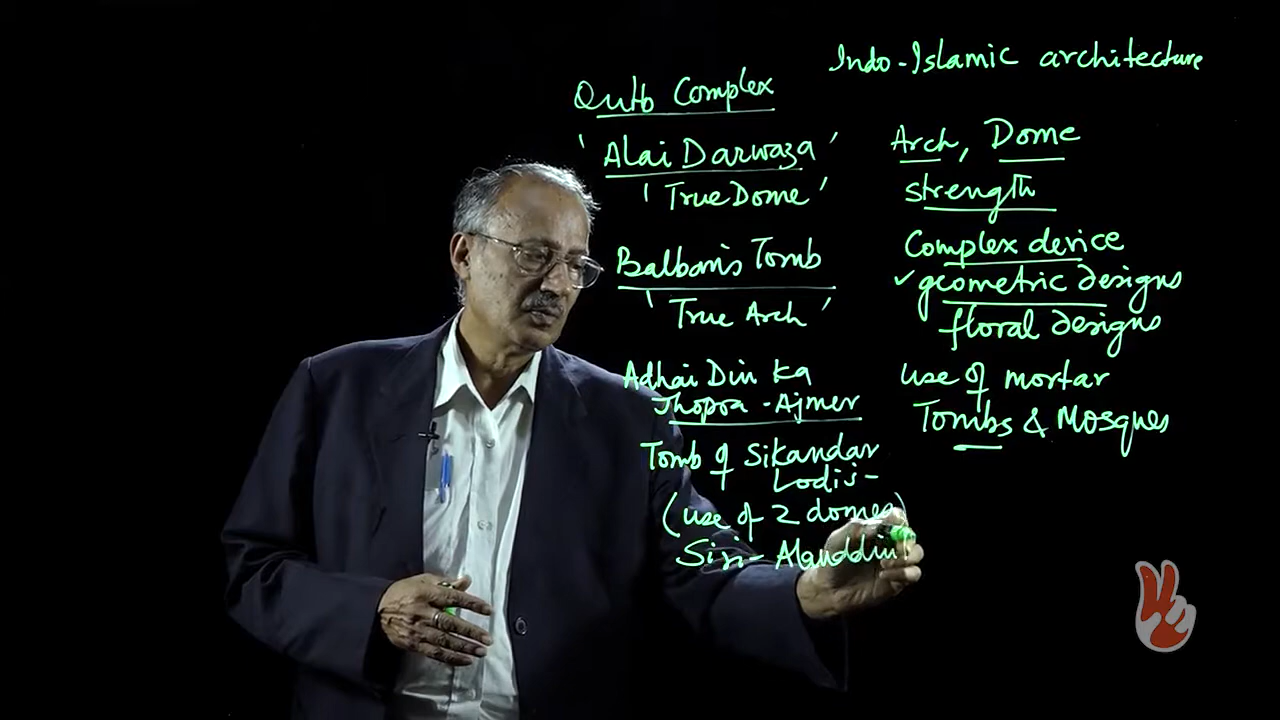 Indo-Islamic architecture
Qutb Complex
'Alai Darwaza'
'True Dome'
Balban's Tomb
'True Arch'
Adhai Din Ka
Jhopra - Ajmer
Tomb of Sikandar
Lodis -
(use of 2 domes)
Siri - Alauddin
Arch, Dome
strength
Complex device
✓ geometric designs
floral designs
use of mortar
Tombs & Mosques